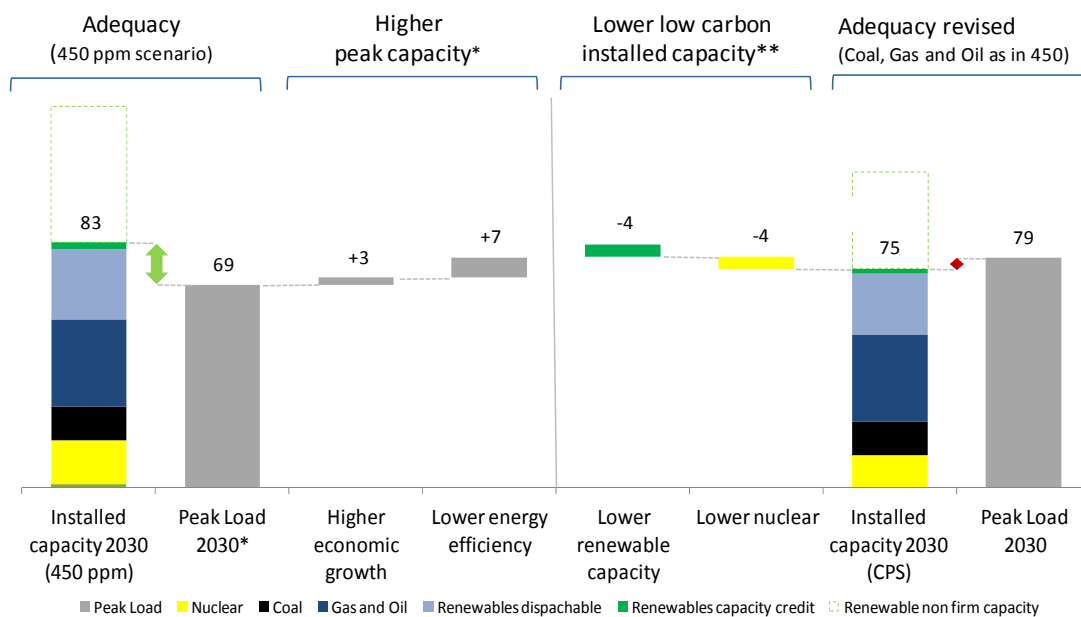 Adequacy
(450 ppm scenario)
Higher
peak capacity*
Lower low carbon
installed capacity**
Adequacy revised
(Coal, Gas and Oil as in 450)
83
69
+3
+7
-4
-4
75
79
Installed
capacity 2030
(450 ppm)
Peak Load
2030*
Higher
economic
growth
Lower energy
efficiency
Lower
renewable
capacity
Lower nuclear
Installed
capacity 2030
(CPS)
Peak Load
2030
Peak Load
Nuclear
Coal
Gas and Oil
Renewables dispachable
Renewables capacity credit
Renewable non firm capacity